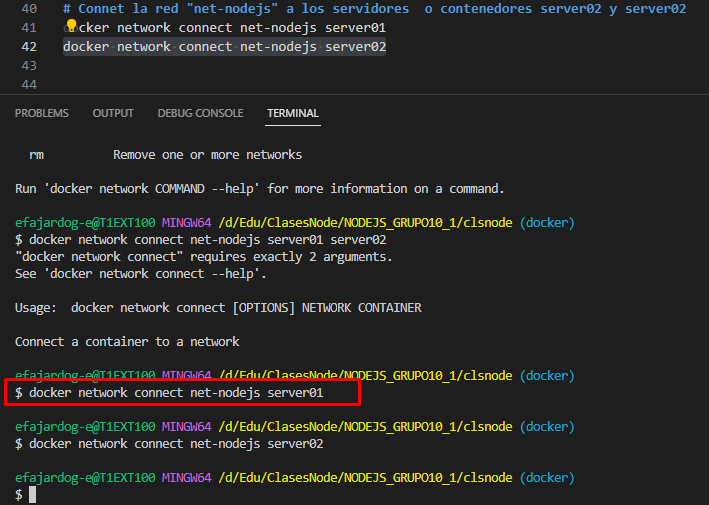 40 # Connet la red "net-nodejs" a los servidores o contenedores server02 y server02
41 docker network connect net-nodejs server01
42 docker network connect net-nodejs server02
43
44
PROBLEMS OUTPUT DEBUG CONSOLE TERMINAL
rm Remove one or more networks
Run 'docker network COMMAND --help' for more information on a command.
efajardog-e@T1EXT100 MINGW64 /d/Edu/ClasesNode/NODEJS_GRUPO10_1/clsnode (docker)
$ docker network connect net-nodejs server01 server02
"docker network connect" requires exactly 2 arguments.
See 'docker network connect --help'.
Usage: docker network connect [OPTIONS] NETWORK CONTAINER
Connect a container to a network
efajardog-e@T1EXT100 MINGW64 /d/Edu/ClasesNode/NODEJS_GRUPO10_1/clsnode (docker)
$ docker network connect net-nodejs server01
efajardog-e@T1EXT100 MINGW64 /d/Edu/ClasesNode/NODEJS_GRUPO10_1/clsnode (docker)
$ docker network connect net-nodejs server02
efajardog-e@T1EXT100 MINGW64 /d/Edu/ClasesNode/NODEJS_GRUPO10_1/clsnode (docker)
$